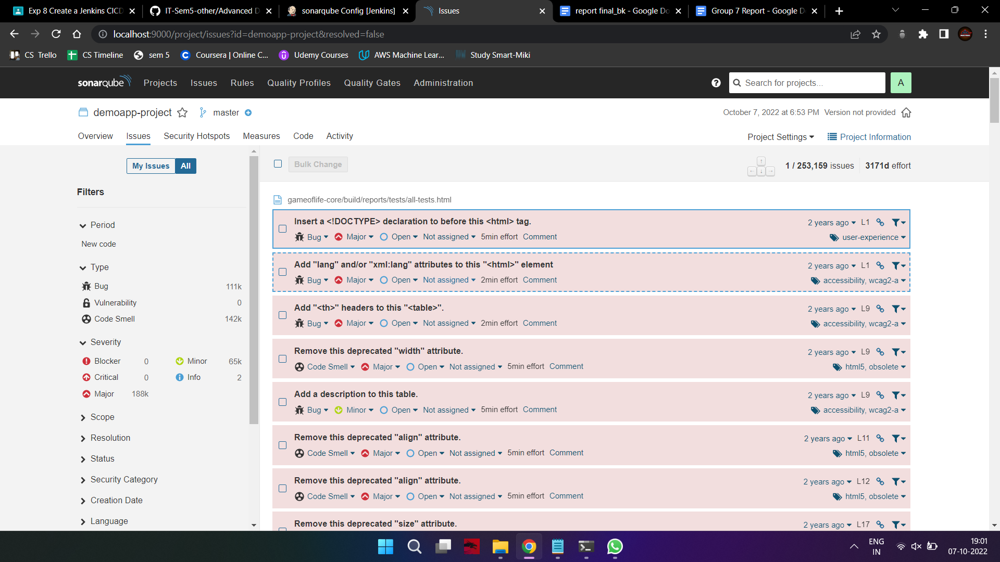 Exp 8 Create a Jenkins CICD
IT-Sem5-other/Advanced D
sonarqube Config [Jenkins]
Issues
report final_bk - Google Do
Group 7 Report - Google D
localhost:9000/project/issues?id=demoapp-project&resolved=false
CS Trello
CS Timeline
sem 5
Coursera | Online C...
Udemy Courses
AWS Machine Lear...
Study Smart-Miki
sonarqube Projects Issues Rules Quality Profiles Quality Gates Administration
Search for projects...
A
demoapp-project master
October 7, 2022 at 6:53 PM Version not provided
Overview Issues Security Hotspots Measures Code Activity
Project Settings Project Information
My Issues All
Bulk Change
1 / 253,159 issues 3171d effort
Filters
Period
New code
Type
Bug 111k
Vulnerability 0
Code Smell 142k
Severity
Blocker 0 Minor 65k
Critical 0 Info 2
Major 188k
Scope
Resolution
Status
Security Category
Creation Date
Language
gameoflife-core/build/reports/tests/all-tests.html
Insert a <!DOCTYPE> declaration to before this <html> tag. 2 years ago L1
Bug Major Open Not assigned 5min effort Comment user-experience
Add "lang" and/or "xml:lang" attributes to this "<html>" element 2 years ago L1
Bug Major Open Not assigned 2min effort Comment accessibility, wcag2-a
Add "<th>" headers to this "<table>". 2 years ago L9
Bug Major Open Not assigned 2min effort Comment accessibility, wcag2-a
Remove this deprecated "width" attribute. 2 years ago L9
Code Smell Major Open Not assigned 5min effort Comment html5, obsolete
Add a description to this table. 2 years ago L9
Bug Minor Open Not assigned 5min effort Comment accessibility, wcag2-a
Remove this deprecated "align" attribute. 2 years ago L11
Code Smell Major Open Not assigned 5min effort Comment html5, obsolete
Remove this deprecated "align" attribute. 2 years ago L12
Code Smell Major Open Not assigned 5min effort Comment html5, obsolete
Remove this deprecated "size" attribute. 2 years ago L17
ENG
IN
19:01
07-10-2022